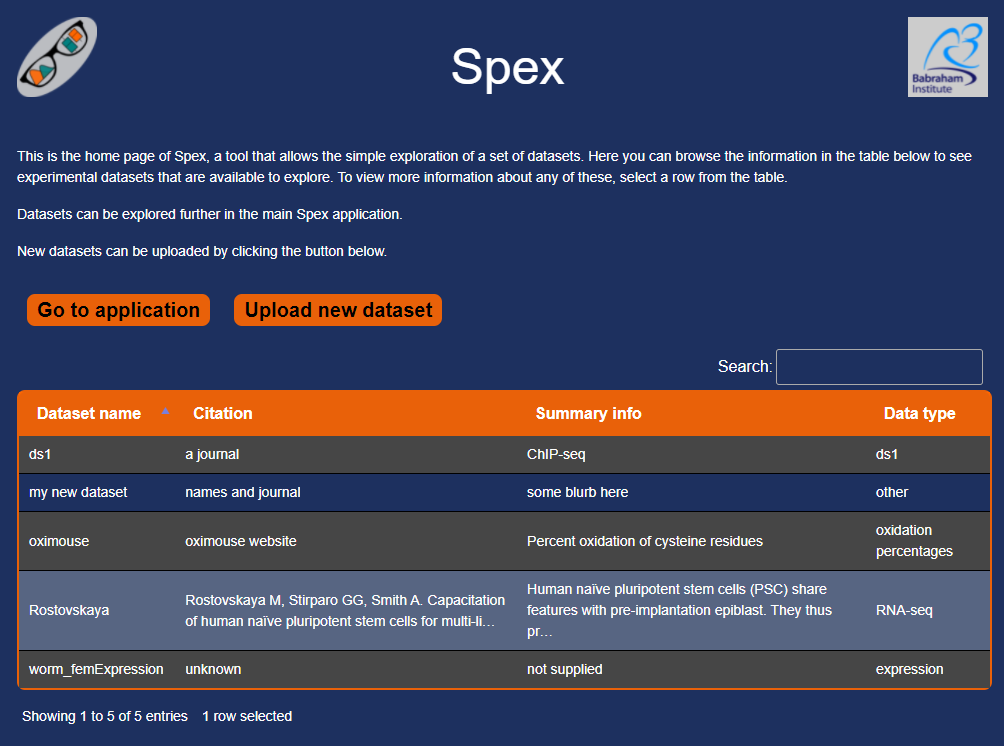 Spex
Babraham
Institute
This is the home page of Spex, a tool that allows the simple exploration of a set of datasets. Here you can browse the information in the table below to see
experimental datasets that are available to explore. To view more information about any of these, select a row from the table.
Datasets can be explored further in the main Spex application.
New datasets can be uploaded by clicking the button below.
Go to application Upload new dataset
Search:
Dataset name Citation Summary info Data type
ds1 a journal ChIP-seq ds1
my new dataset names and journal some blurb here other
oximouse oximouse website Percent oxidation of cysteine residues oxidation
percentages
Rostovskaya Rostovskaya M, Stirparo GG, Smith A. Capacitation
of human naïve pluripotent stem cells for multi-li…
Human naïve pluripotent stem cells (PSC) share
features with pre-implantation epiblast. They thus
pr…
RNA-seq
worm_femExpression unknown not supplied expression
Showing 1 to 5 of 5 entries 1 row selected